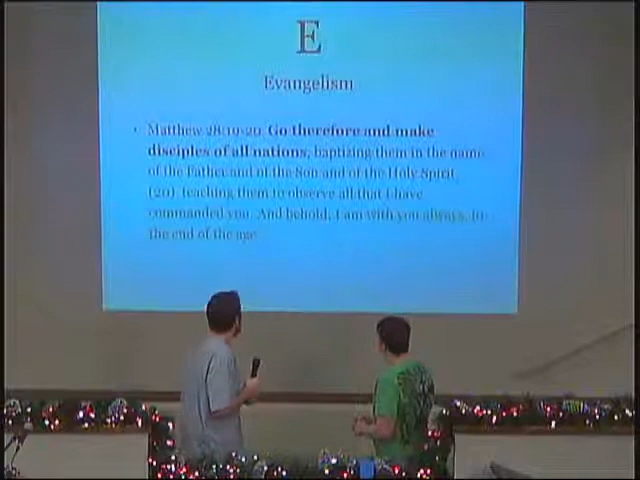 E
Evangelism
• Matthew 28:19-20 Go therefore and make
disciples of all nations, baptizing them in the name
of the Father and of the Son and of the Holy Spirit,
(20) teaching them to observe all that I have
commanded you. And behold, I am with you always, to
the end of the age